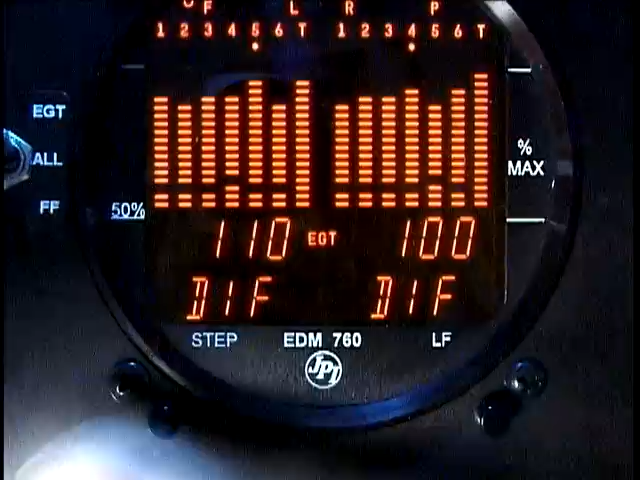 F L R P
1 2 3 4 5 6 T 1 2 3 4 5 6 T
EGT
ALL
FF
50%
% MAX
110 EGT 100
DIF DIF
STEP EDM 760 LF
JPI